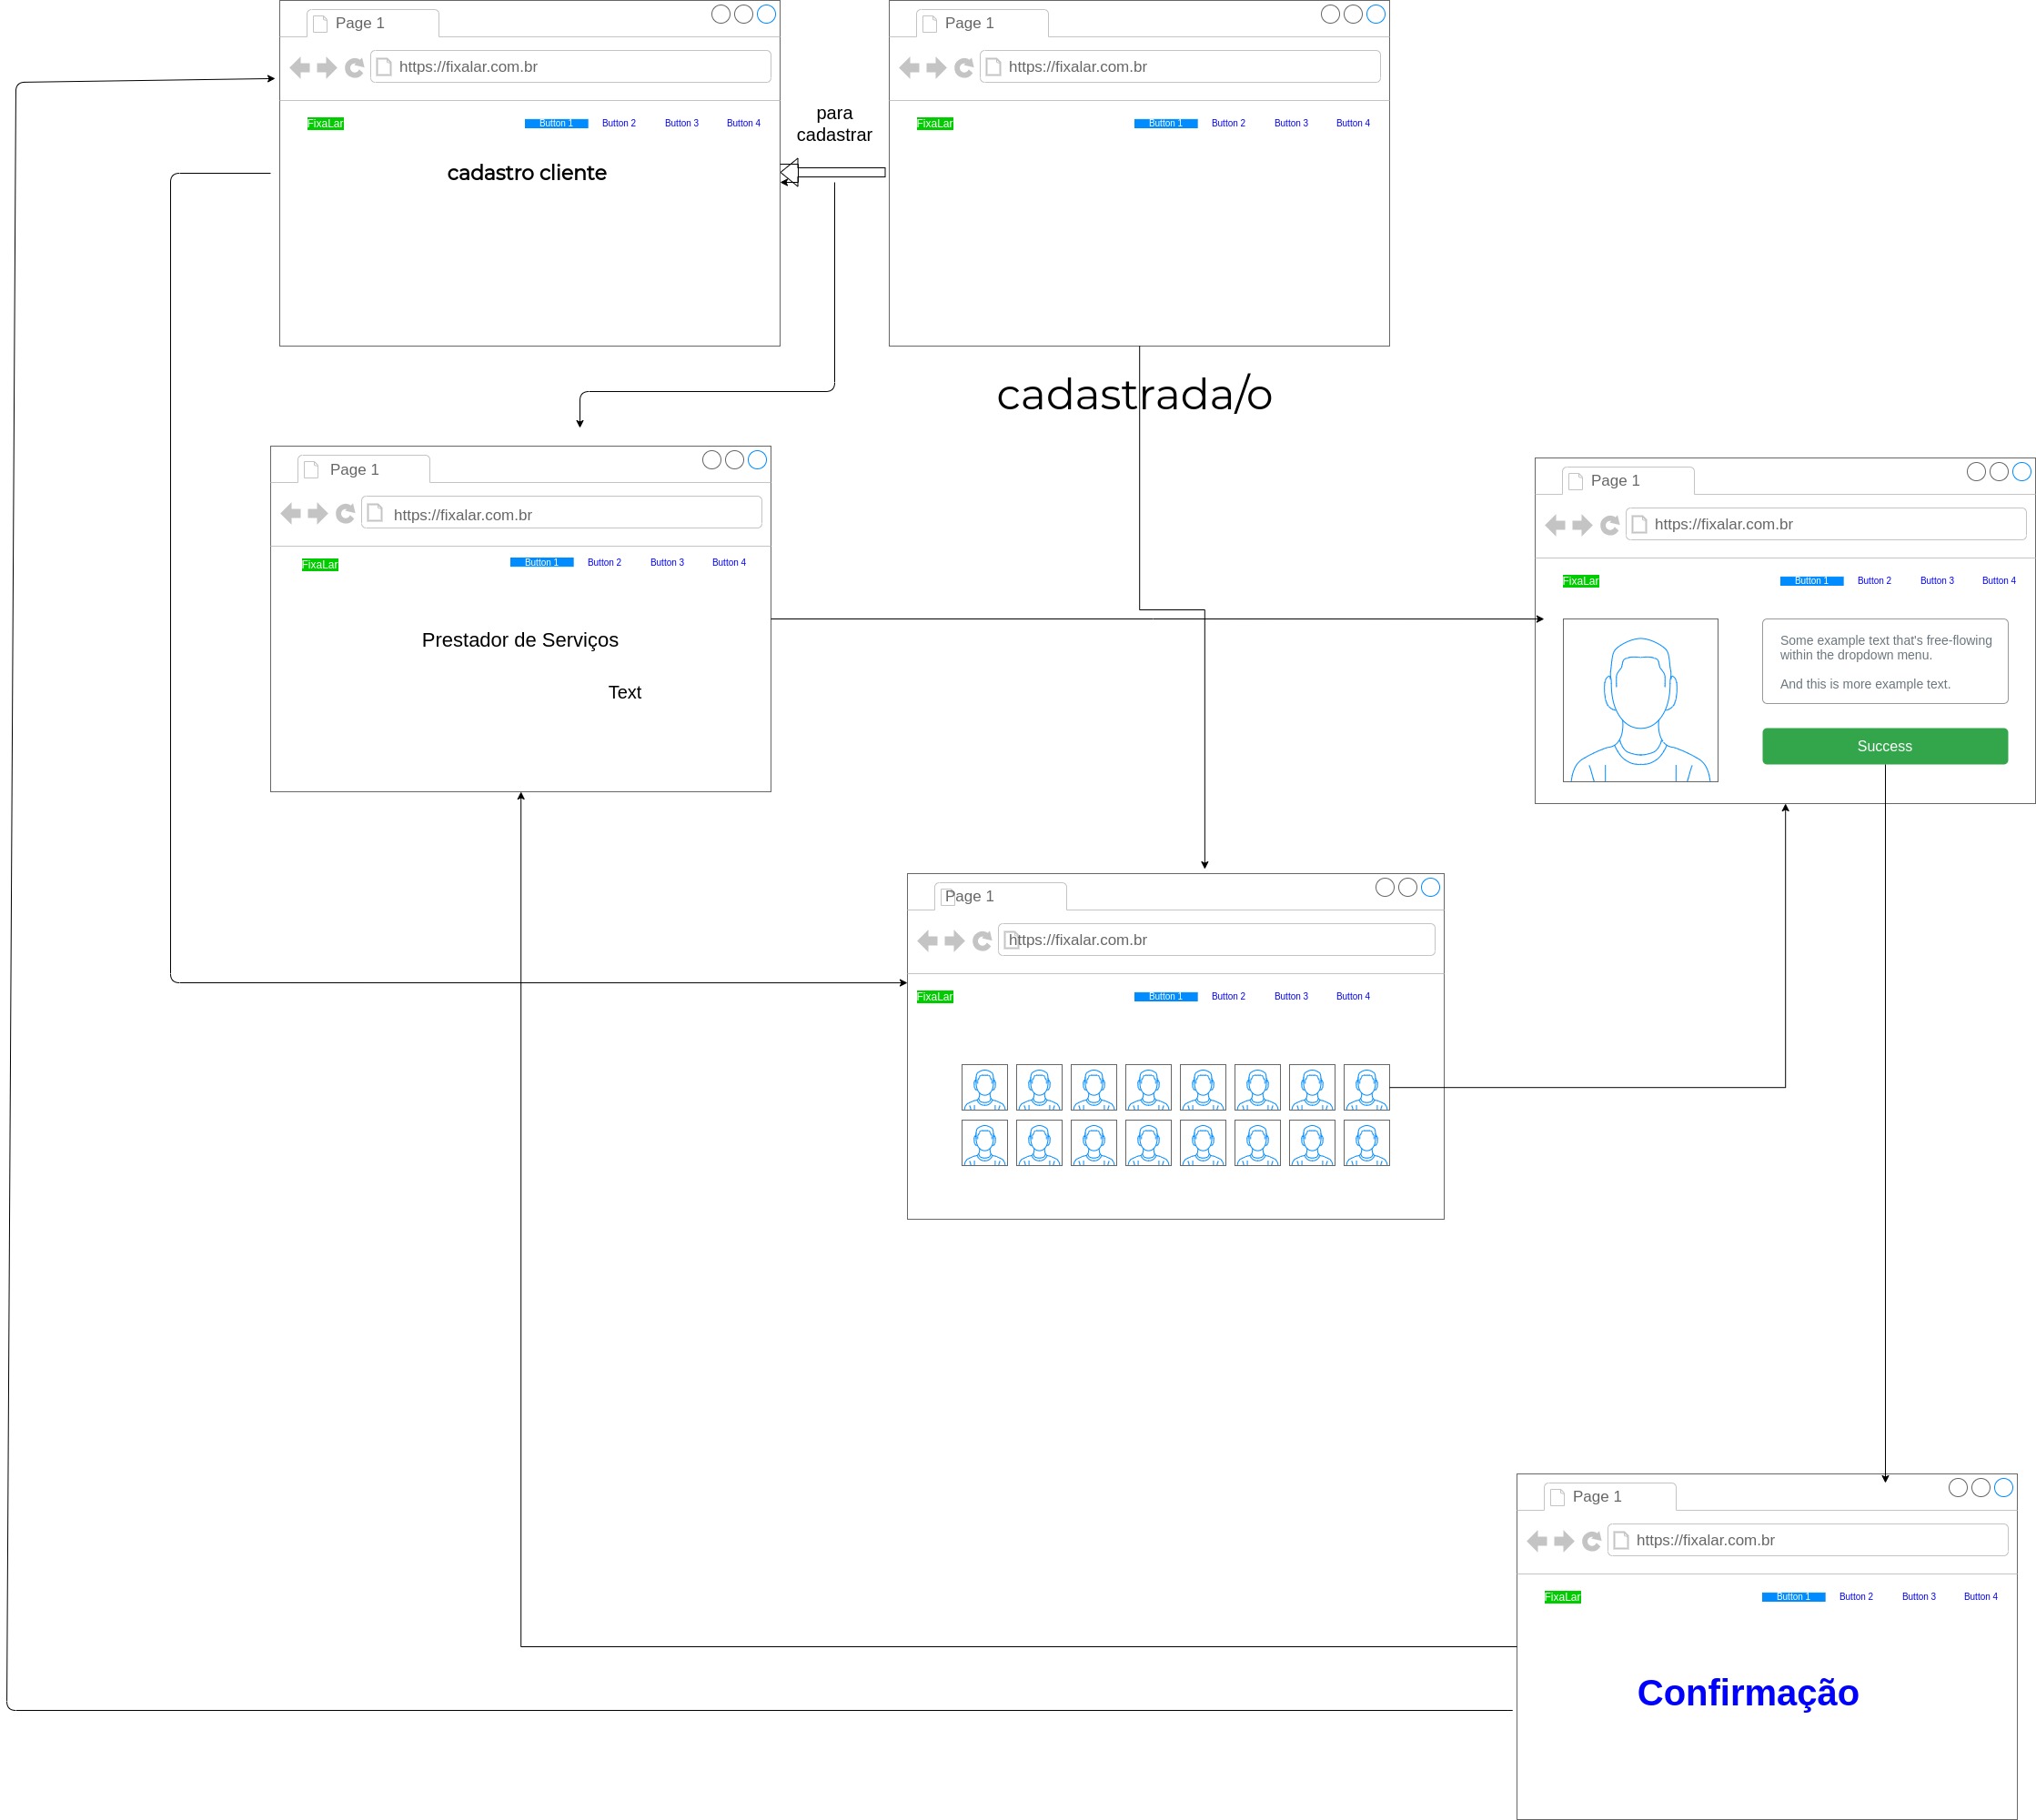 Page 1
https://fixalar.com.br
FixaLar
Button 1 Button 2 Button 3 Button 4
cadastro cliente
para
cadastrar
Page 1
https://fixalar.com.br
FixaLar
Button 1 Button 2 Button 3 Button 4
cadastrada/o
Page 1
https://fixalar.com.br
FixaLar
Button 1 Button 2 Button 3 Button 4
Prestador de Serviços
Text
Page 1
https://fixalar.com.br
FixaLar
Button 1 Button 2 Button 3 Button 4
Some example text that's free-flowing
within the dropdown menu.
And this is more example text.
Success
Page 1
https://fixalar.com.br
FixaLar
Button 1 Button 2 Button 3 Button 4
Page 1
https://fixalar.com.br
FixaLar
Button 1 Button 2 Button 3 Button 4
Confirmação